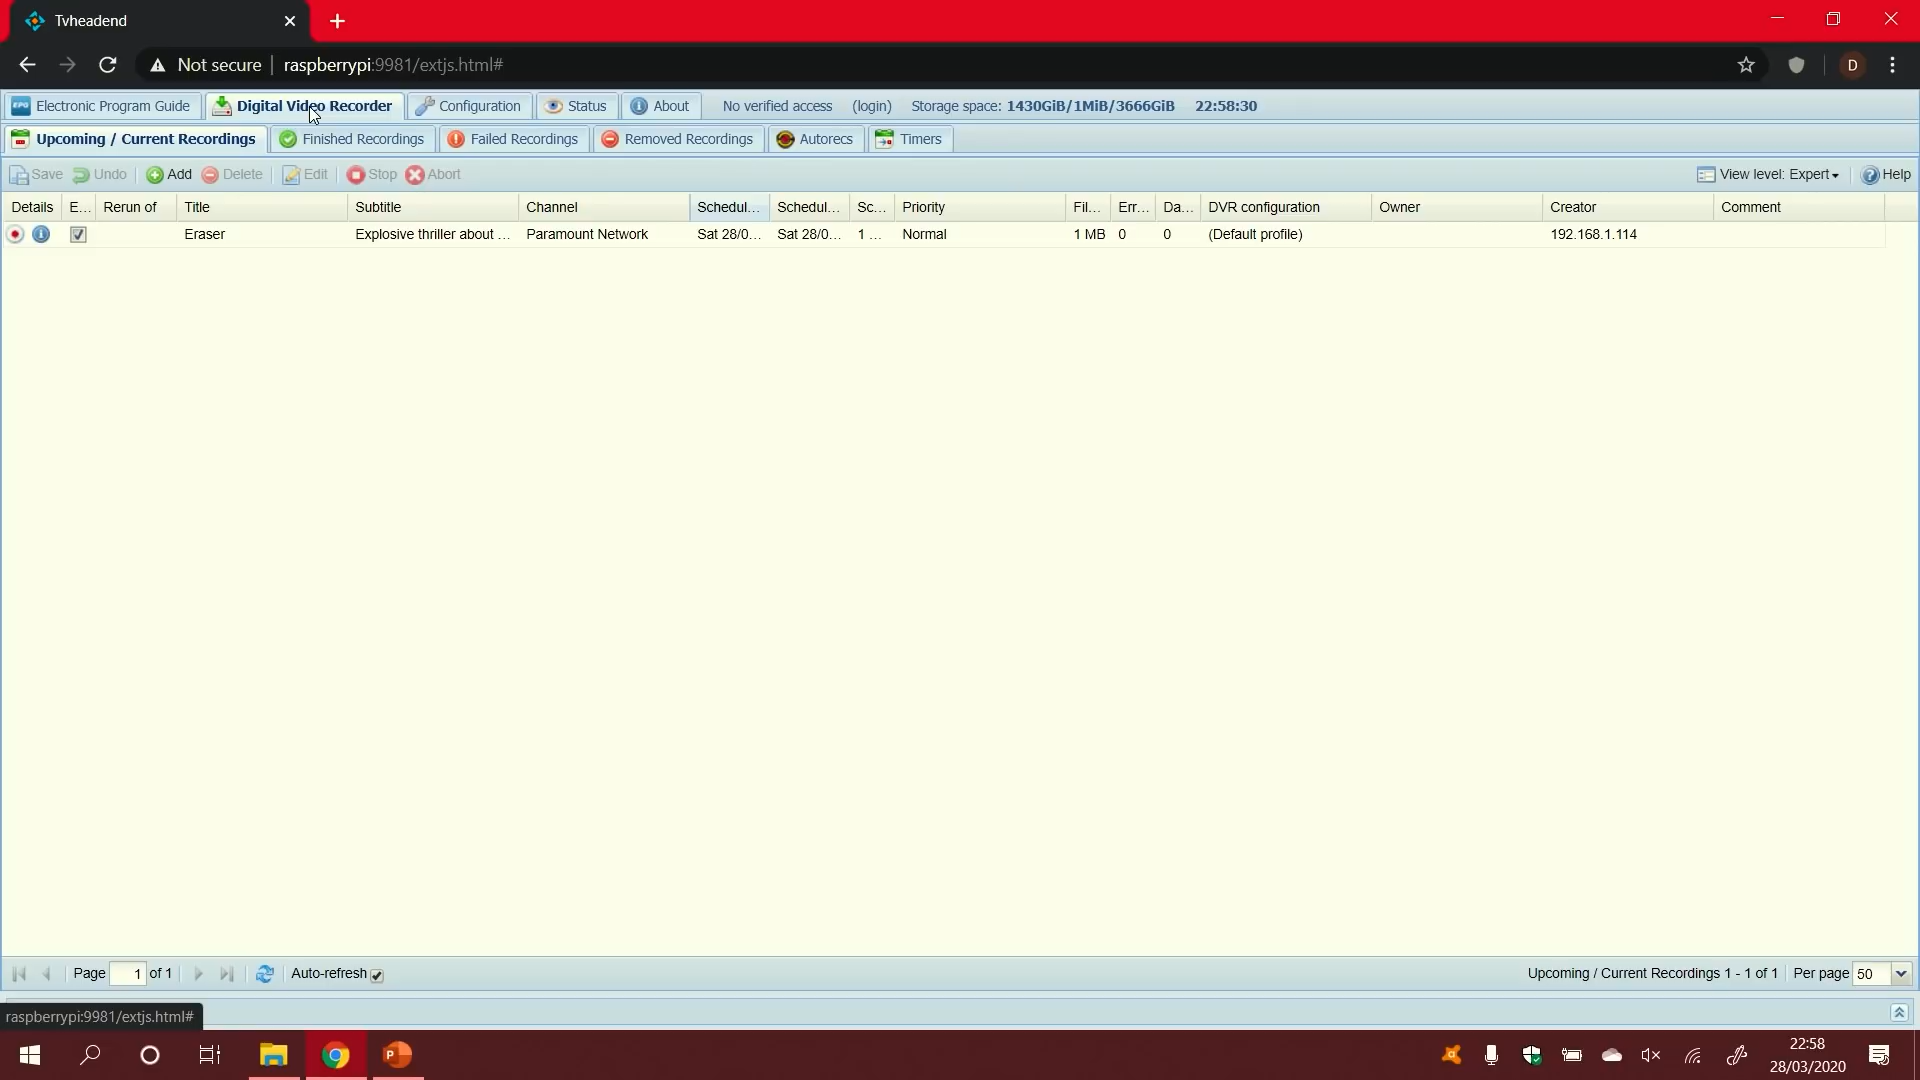 Tvheadend
Not secure | raspberrypi:9981/extjs.html#
D
EPG Electronic Program Guide Digital Video Recorder Configuration Status About No verified access (login) Storage space: 1430GiB/1MiB/3666GiB 22:58:30
Upcoming / Current Recordings Finished Recordings Failed Recordings Removed Recordings Autorecs Timers
Save Undo Add Delete Edit Stop Abort View level: Expert Help
Details E... Rerun of Title Subtitle Channel Schedul... Schedul... Sc... Priority Fil... Err... Da... DVR configuration Owner Creator Comment
Eraser Explosive thriller about ... Paramount Network Sat 28/0... Sat 28/0... 1 ... Normal 1 MB 0 0 (Default profile) 192.168.1.114
Page 1 of 1 Auto-refresh Upcoming / Current Recordings 1 - 1 of 1 Per page 50
raspberrypi:9981/extjs.html#
P
22:58
28/03/2020